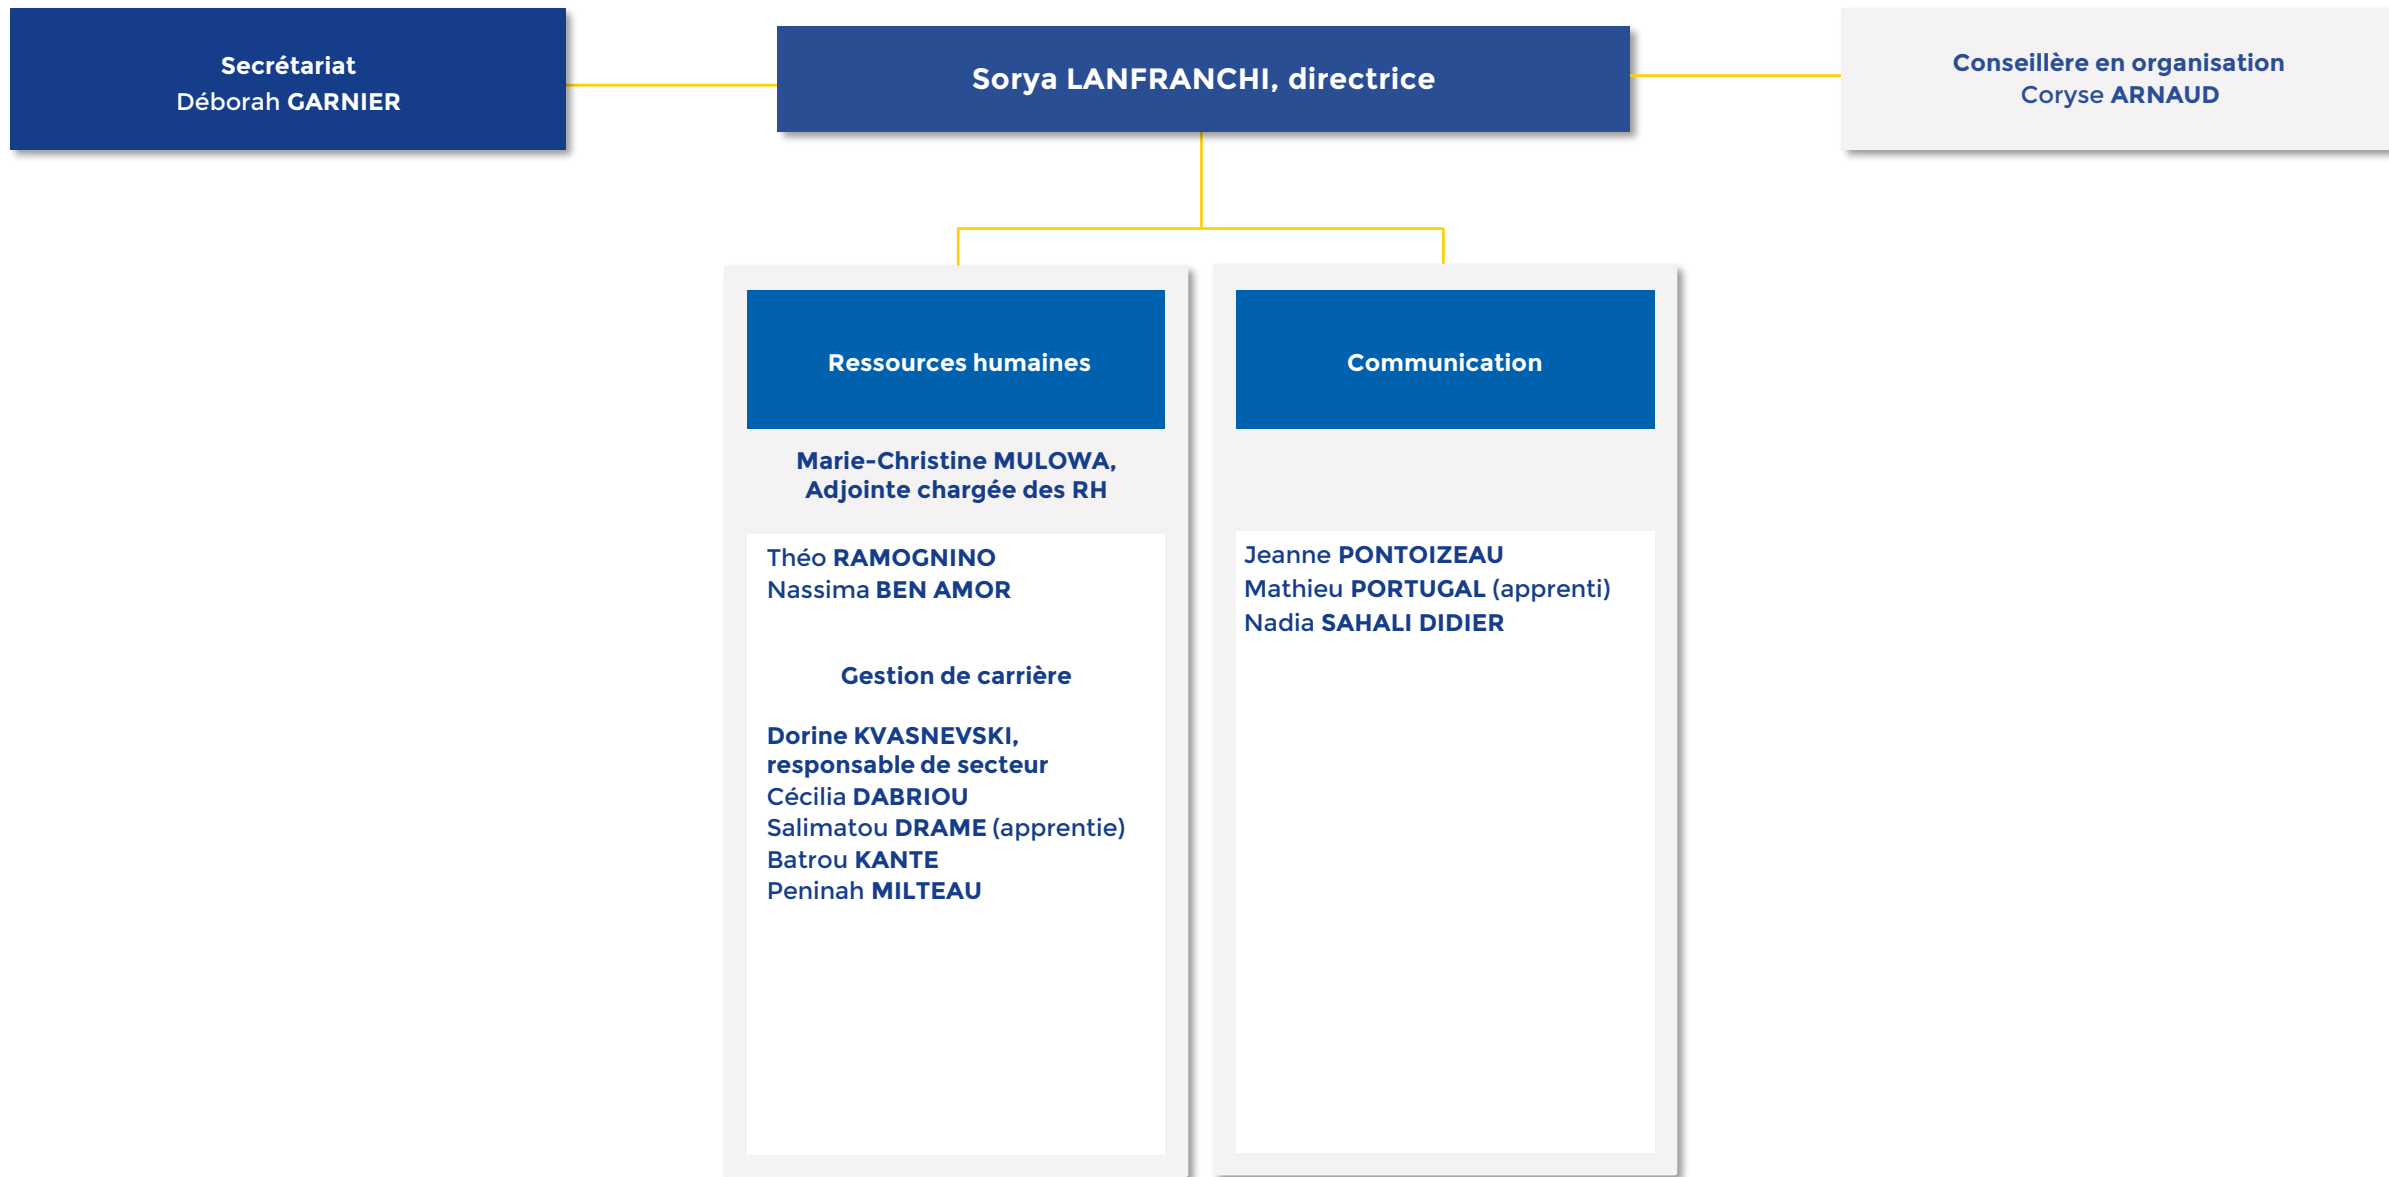 Secrétariat
Déborah GARNIER
Sorya LANFRANCHI, directrice
Conseillère en organisation
Coryse ARNAUD
Ressources humaines
Marie-Christine MULOWA,
Adjointe chargée des RH
Théo RAMOGNINO
Nassima BEN AMOR
Gestion de carrière
Dorine KVASNEVSKI,
responsable de secteur
Cécilia DABRIOU
Salimatou DRAME (apprentie)
Batrou KANTE
Peninah MILTEAU
Communication
Jeanne PONTOIZEAU
Mathieu PORTUGAL (apprenti)
Nadia SAHALI DIDIER